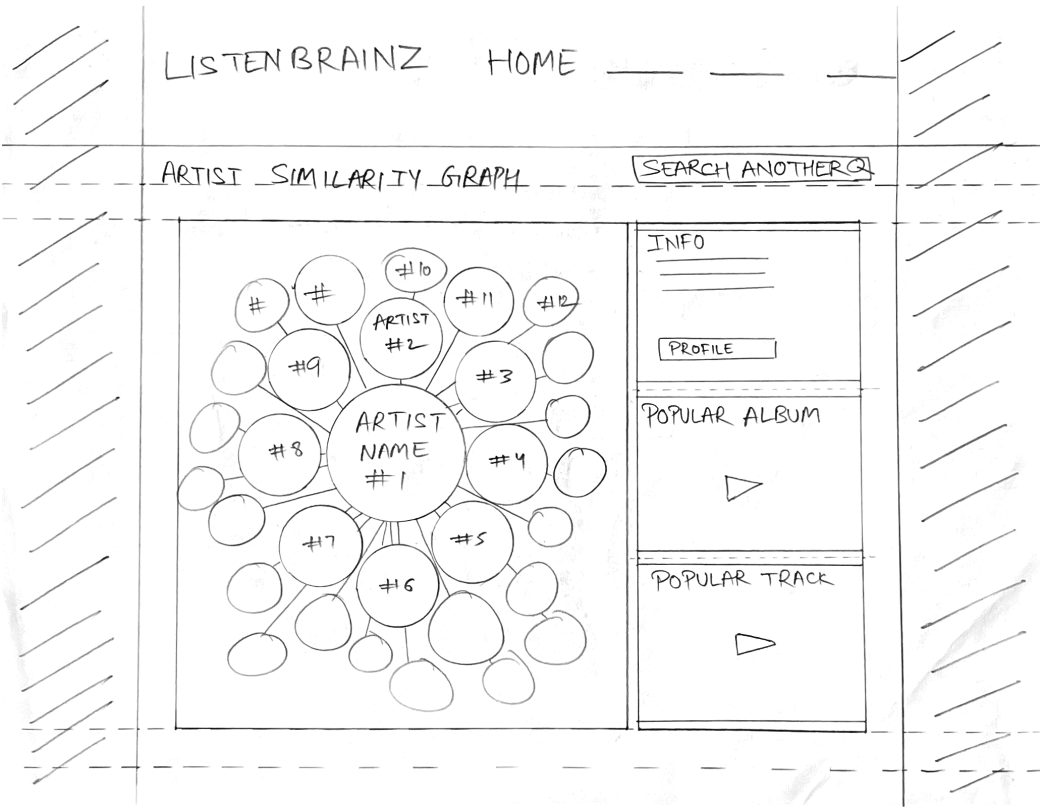 LISTENBRAINZ HOME
ARTIST SIMILARITY GRAPH
SEARCH ANOTHER
INFO
PROFILE
POPULAR ALBUM
POPULAR TRACK
#
#
#10
#11
#12
ARTIST
#2
#9
#3
ARTIST
NAME
#1
#8
#4
#7
#5
#6